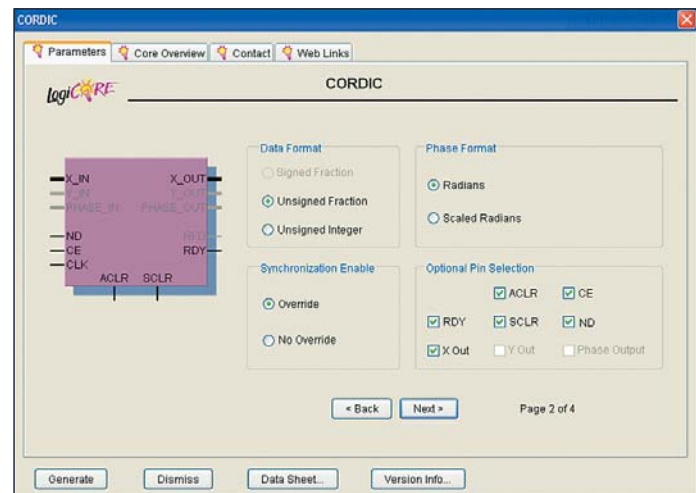 CORDIC
Parameters Core Overview Contact Web Links
LogiCORE
CORDIC
X_IN X_OUT
Y_IN Y_OUT
PHASE_IN PHASE_OUT
ND RFD
CE RDY
CLK
ACLR SCLR
Data Format
Signed Fraction
Unsigned Fraction
Unsigned Integer
Phase Format
Radians
Scaled Radians
Synchronization Enable
Override
No Override
Optional Pin Selection
ACLR CE
RDY SCLR ND
X Out Y Out Phase Output
< Back Next > Page 2 of 4
Generate Dismiss Data Sheet... Version Info...